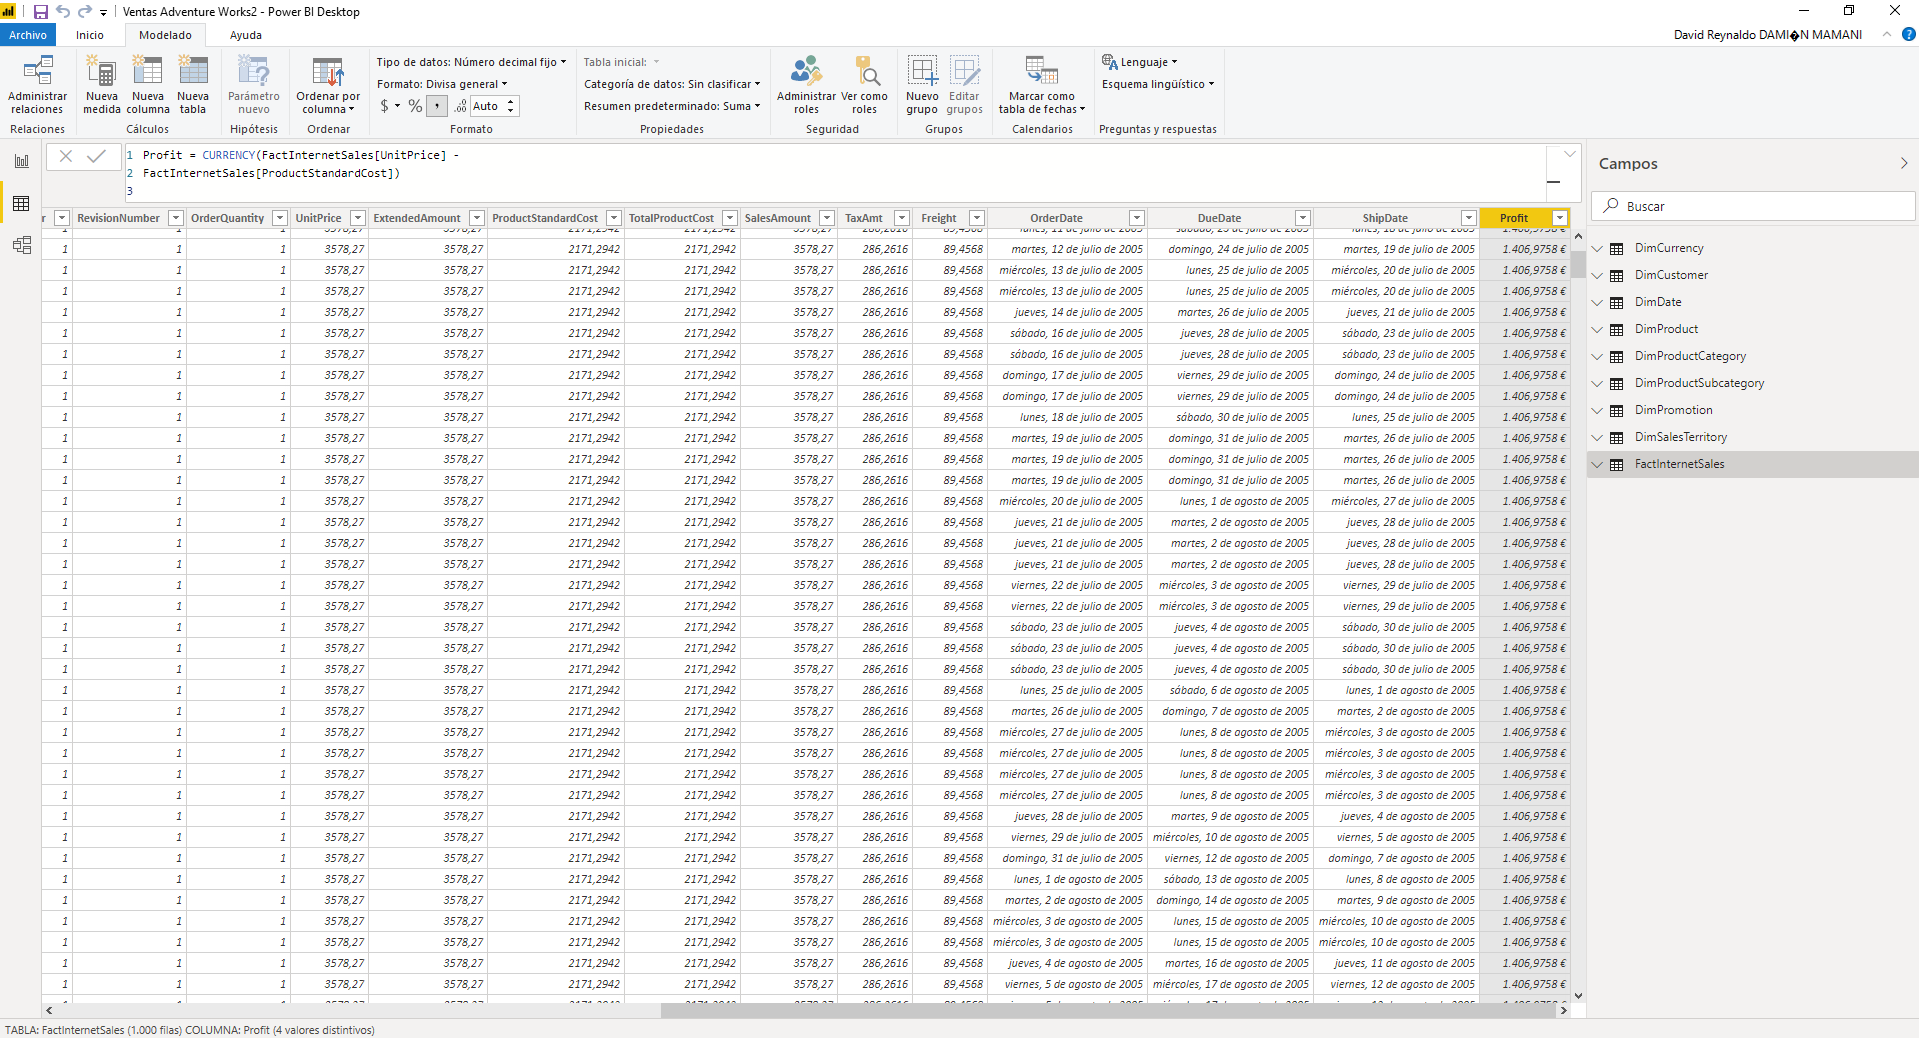 Ventas Adventure Works2 - Power BI Desktop
Archivo Inicio Modelado Ayuda David Reynaldo DAMI�N MAMANI
Administrar relaciones
Relaciones
Nueva medida
Nueva columna
Nueva tabla
Cálculos
Parámetro nuevo
Hipótesis
Ordenar por columna
Ordenar
Tipo de datos: Número decimal fijo
Formato: Divisa general
$ % , .00 Auto
Formato
Tabla inicial:
Categoría de datos: Sin clasificar
Resumen predeterminado: Suma
Propiedades
Administrar roles
Ver como roles
Seguridad
Nuevo grupo
Editar grupos
Grupos
Marcar como tabla de fechas
Calendarios
Lenguaje
Esquema lingüístico
Preguntas y respuestas
1 Profit = CURRENCY(FactInternetSales[UnitPrice] -
2 FactInternetSales[ProductStandardCost])
3
r RevisionNumber OrderQuantity UnitPrice ExtendedAmount ProductStandardCost TotalProductCost SalesAmount TaxAmt Freight OrderDate DueDate ShipDate Profit
1 1 1 3578,27 3578,27 2171,2942 2171,2942 3578,27 286,2616 89,4568 martes, 12 de julio de 2005 domingo, 24 de julio de 2005 martes, 19 de julio de 2005 1.406,9758 €
1 1 1 3578,27 3578,27 2171,2942 2171,2942 3578,27 286,2616 89,4568 miércoles, 13 de julio de 2005 lunes, 25 de julio de 2005 miércoles, 20 de julio de 2005 1.406,9758 €
1 1 1 3578,27 3578,27 2171,2942 2171,2942 3578,27 286,2616 89,4568 miércoles, 13 de julio de 2005 lunes, 25 de julio de 2005 miércoles, 20 de julio de 2005 1.406,9758 €
1 1 1 3578,27 3578,27 2171,2942 2171,2942 3578,27 286,2616 89,4568 jueves, 14 de julio de 2005 martes, 26 de julio de 2005 jueves, 21 de julio de 2005 1.406,9758 €
1 1 1 3578,27 3578,27 2171,2942 2171,2942 3578,27 286,2616 89,4568 sábado, 16 de julio de 2005 jueves, 28 de julio de 2005 sábado, 23 de julio de 2005 1.406,9758 €
1 1 1 3578,27 3578,27 2171,2942 2171,2942 3578,27 286,2616 89,4568 sábado, 16 de julio de 2005 jueves, 28 de julio de 2005 sábado, 23 de julio de 2005 1.406,9758 €
1 1 1 3578,27 3578,27 2171,2942 2171,2942 3578,27 286,2616 89,4568 domingo, 17 de julio de 2005 viernes, 29 de julio de 2005 domingo, 24 de julio de 2005 1.406,9758 €
1 1 1 3578,27 3578,27 2171,2942 2171,2942 3578,27 286,2616 89,4568 domingo, 17 de julio de 2005 viernes, 29 de julio de 2005 domingo, 24 de julio de 2005 1.406,9758 €
1 1 1 3578,27 3578,27 2171,2942 2171,2942 3578,27 286,2616 89,4568 lunes, 18 de julio de 2005 sábado, 30 de julio de 2005 lunes, 25 de julio de 2005 1.406,9758 €
1 1 1 3578,27 3578,27 2171,2942 2171,2942 3578,27 286,2616 89,4568 martes, 19 de julio de 2005 domingo, 31 de julio de 2005 martes, 26 de julio de 2005 1.406,9758 €
1 1 1 3578,27 3578,27 2171,2942 2171,2942 3578,27 286,2616 89,4568 martes, 19 de julio de 2005 domingo, 31 de julio de 2005 martes, 26 de julio de 2005 1.406,9758 €
1 1 1 3578,27 3578,27 2171,2942 2171,2942 3578,27 286,2616 89,4568 martes, 19 de julio de 2005 domingo, 31 de julio de 2005 martes, 26 de julio de 2005 1.406,9758 €
1 1 1 3578,27 3578,27 2171,2942 2171,2942 3578,27 286,2616 89,4568 miércoles, 20 de julio de 2005 lunes, 1 de agosto de 2005 miércoles, 27 de julio de 2005 1.406,9758 €
1 1 1 3578,27 3578,27 2171,2942 2171,2942 3578,27 286,2616 89,4568 jueves, 21 de julio de 2005 martes, 2 de agosto de 2005 jueves, 28 de julio de 2005 1.406,9758 €
1 1 1 3578,27 3578,27 2171,2942 2171,2942 3578,27 286,2616 89,4568 jueves, 21 de julio de 2005 martes, 2 de agosto de 2005 jueves, 28 de julio de 2005 1.406,9758 €
1 1 1 3578,27 3578,27 2171,2942 2171,2942 3578,27 286,2616 89,4568 jueves, 21 de julio de 2005 martes, 2 de agosto de 2005 jueves, 28 de julio de 2005 1.406,9758 €
1 1 1 3578,27 3578,27 2171,2942 2171,2942 3578,27 286,2616 89,4568 viernes, 22 de julio de 2005 miércoles, 3 de agosto de 2005 viernes, 29 de julio de 2005 1.406,9758 €
1 1 1 3578,27 3578,27 2171,2942 2171,2942 3578,27 286,2616 89,4568 viernes, 22 de julio de 2005 miércoles, 3 de agosto de 2005 viernes, 29 de julio de 2005 1.406,9758 €
1 1 1 3578,27 3578,27 2171,2942 2171,2942 3578,27 286,2616 89,4568 sábado, 23 de julio de 2005 jueves, 4 de agosto de 2005 sábado, 30 de julio de 2005 1.406,9758 €
1 1 1 3578,27 3578,27 2171,2942 2171,2942 3578,27 286,2616 89,4568 sábado, 23 de julio de 2005 jueves, 4 de agosto de 2005 sábado, 30 de julio de 2005 1.406,9758 €
1 1 1 3578,27 3578,27 2171,2942 2171,2942 3578,27 286,2616 89,4568 sábado, 23 de julio de 2005 jueves, 4 de agosto de 2005 sábado, 30 de julio de 2005 1.406,9758 €
1 1 1 3578,27 3578,27 2171,2942 2171,2942 3578,27 286,2616 89,4568 lunes, 25 de julio de 2005 sábado, 6 de agosto de 2005 lunes, 1 de agosto de 2005 1.406,9758 €
1 1 1 3578,27 3578,27 2171,2942 2171,2942 3578,27 286,2616 89,4568 martes, 26 de julio de 2005 domingo, 7 de agosto de 2005 martes, 2 de agosto de 2005 1.406,9758 €
1 1 1 3578,27 3578,27 2171,2942 2171,2942 3578,27 286,2616 89,4568 miércoles, 27 de julio de 2005 lunes, 8 de agosto de 2005 miércoles, 3 de agosto de 2005 1.406,9758 €
1 1 1 3578,27 3578,27 2171,2942 2171,2942 3578,27 286,2616 89,4568 miércoles, 27 de julio de 2005 lunes, 8 de agosto de 2005 miércoles, 3 de agosto de 2005 1.406,9758 €
1 1 1 3578,27 3578,27 2171,2942 2171,2942 3578,27 286,2616 89,4568 miércoles, 27 de julio de 2005 lunes, 8 de agosto de 2005 miércoles, 3 de agosto de 2005 1.406,9758 €
1 1 1 3578,27 3578,27 2171,2942 2171,2942 3578,27 286,2616 89,4568 miércoles, 27 de julio de 2005 lunes, 8 de agosto de 2005 miércoles, 3 de agosto de 2005 1.406,9758 €
1 1 1 3578,27 3578,27 2171,2942 2171,2942 3578,27 286,2616 89,4568 jueves, 28 de julio de 2005 martes, 9 de agosto de 2005 jueves, 4 de agosto de 2005 1.406,9758 €
1 1 1 3578,27 3578,27 2171,2942 2171,2942 3578,27 286,2616 89,4568 viernes, 29 de julio de 2005 miércoles, 10 de agosto de 2005 viernes, 5 de agosto de 2005 1.406,9758 €
1 1 1 3578,27 3578,27 2171,2942 2171,2942 3578,27 286,2616 89,4568 domingo, 31 de julio de 2005 viernes, 12 de agosto de 2005 domingo, 7 de agosto de 2005 1.406,9758 €
1 1 1 3578,27 3578,27 2171,2942 2171,2942 3578,27 286,2616 89,4568 lunes, 1 de agosto de 2005 sábado, 13 de agosto de 2005 lunes, 8 de agosto de 2005 1.406,9758 €
1 1 1 3578,27 3578,27 2171,2942 2171,2942 3578,27 286,2616 89,4568 martes, 2 de agosto de 2005 domingo, 14 de agosto de 2005 martes, 9 de agosto de 2005 1.406,9758 €
1 1 1 3578,27 3578,27 2171,2942 2171,2942 3578,27 286,2616 89,4568 miércoles, 3 de agosto de 2005 lunes, 15 de agosto de 2005 miércoles, 10 de agosto de 2005 1.406,9758 €
1 1 1 3578,27 3578,27 2171,2942 2171,2942 3578,27 286,2616 89,4568 miércoles, 3 de agosto de 2005 lunes, 15 de agosto de 2005 miércoles, 10 de agosto de 2005 1.406,9758 €
1 1 1 3578,27 3578,27 2171,2942 2171,2942 3578,27 286,2616 89,4568 jueves, 4 de agosto de 2005 martes, 16 de agosto de 2005 jueves, 11 de agosto de 2005 1.406,9758 €
1 1 1 3578,27 3578,27 2171,2942 2171,2942 3578,27 286,2616 89,4568 viernes, 5 de agosto de 2005 miércoles, 17 de agosto de 2005 viernes, 12 de agosto de 2005 1.406,9758 €
Campos
Buscar
DimCurrency
DimCustomer
DimDate
DimProduct
DimProductCategory
DimProductSubcategory
DimPromotion
DimSalesTerritory
FactInternetSales
TABLA: FactInternetSales (1.000 filas) COLUMNA: Profit (4 valores distintivos)